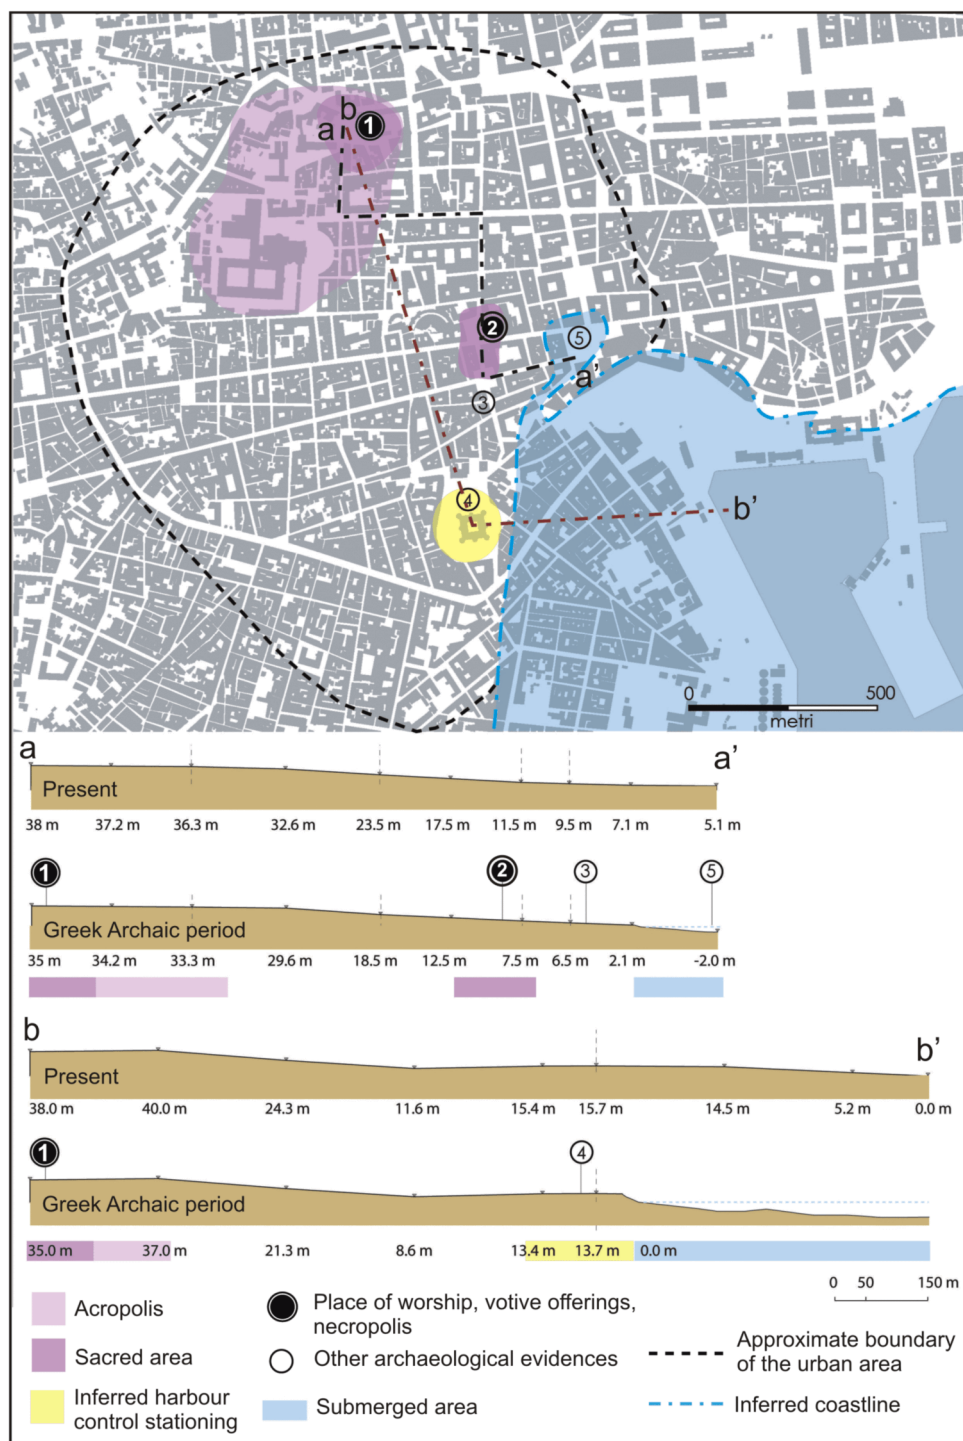 b
a 1
2
5
a'
3
4
b'
0 500
metri
a
a'
Present
38 m 37.2 m 36.3 m 32.6 m 23.5 m 17.5 m 11.5 m 9.5 m 7.1 m 5.1 m
1 2 3 5
Greek Archaic period
35 m 34.2 m 33.3 m 29.6 m 18.5 m 12.5 m 7.5 m 6.5 m 2.1 m -2.0 m
b
b'
Present
38.0 m 40.0 m 24.3 m 11.6 m 15.4 m 15.7 m 14.5 m 5.2 m 0.0 m
1 4
Greek Archaic period
35.0 m 37.0 m 21.3 m 8.6 m 13.4 m 13.7 m 0.0 m
0 50 150 m
Acropolis
Sacred area
Inferred harbour
control stationing
Place of worship, votive offerings,
necropolis
Other archaeological evidences
Submerged area
Approximate boundary
of the urban area
Inferred coastline